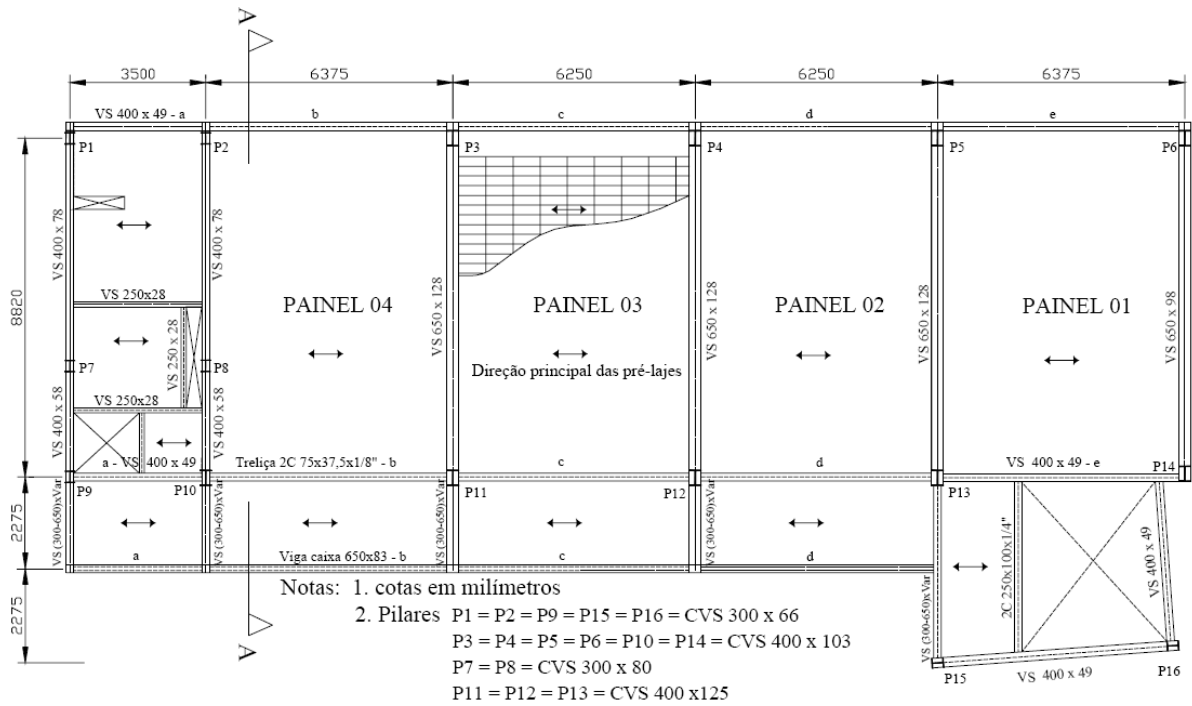 A
3500
6375
6250
6250
6375
VS 400 x 49 - a
b
c
d
e
P1
P2
P3
P4
P5
P6
8820
VS 400 x 78
VS 400 x 78
VS 250x28
VS 250 x 28
PAINEL 04
VS 650 x 128
PAINEL 03
VS 650 x 128
PAINEL 02
VS 650 x 128
PAINEL 01
VS 650 x 98
Direção principal das pré-lajes
P7
P8
VS 400 x 58
VS 250x28
VS 400 x 58
a - VS 400 x 49
Treliça 2C 75x37,5x1/8" - b
c
d
VS 400 x 49 - e
P14
P9
P10
P11
P12
P13
2275
VS (300-650)xVar
VS (300-650)xVar
VS (300-650)xVar
VS (300-650)xVar
a
Viga caixa 650x83 - b
c
d
2C 250x100x1/4"
VS 400 x 49
2275
VS (300-650)xVar
A
P15
VS 400 x 49
P16
Notas: 1. cotas em milímetros
2. Pilares P1 = P2 = P9 = P15 = P16 = CVS 300 x 66
P3 = P4 = P5 = P6 = P10 = P14 = CVS 400 x 103
P7 = P8 = CVS 300 x 80
P11 = P12 = P13 = CVS 400 x125